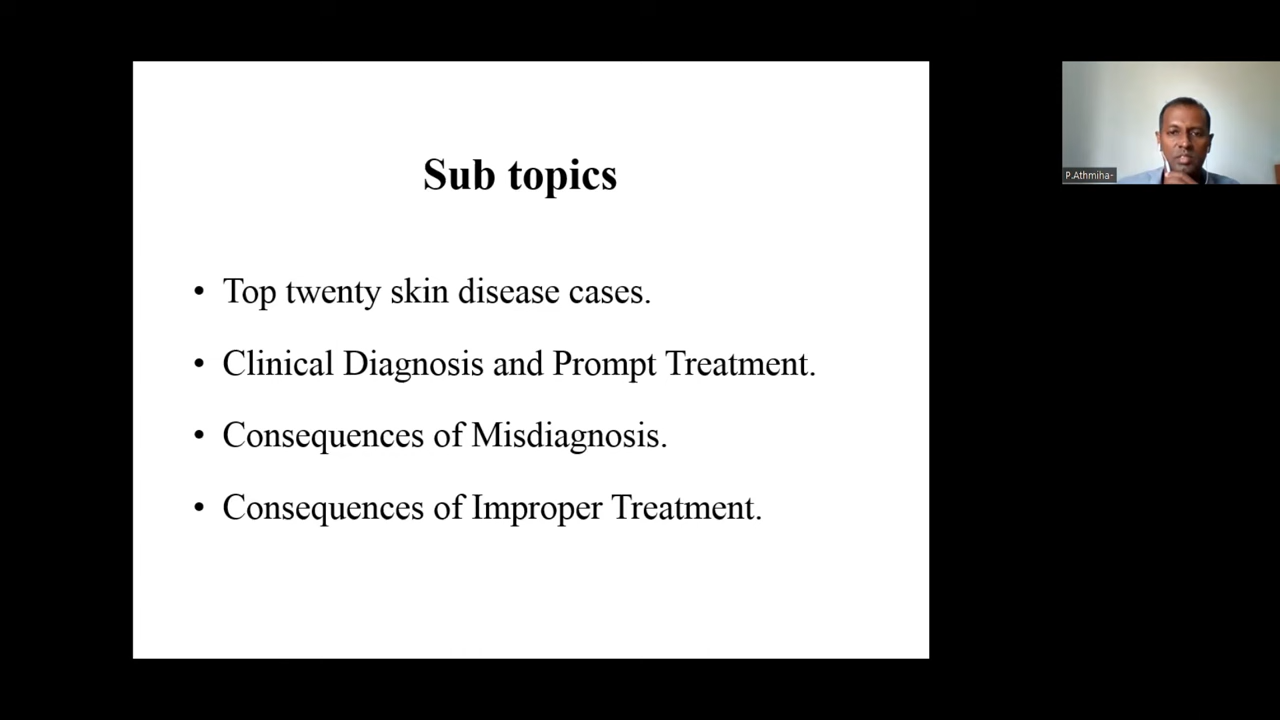 Sub topics
• Top twenty skin disease cases.
• Clinical Diagnosis and Prompt Treatment.
• Consequences of Misdiagnosis.
• Consequences of Improper Treatment.
P.Athmiha-